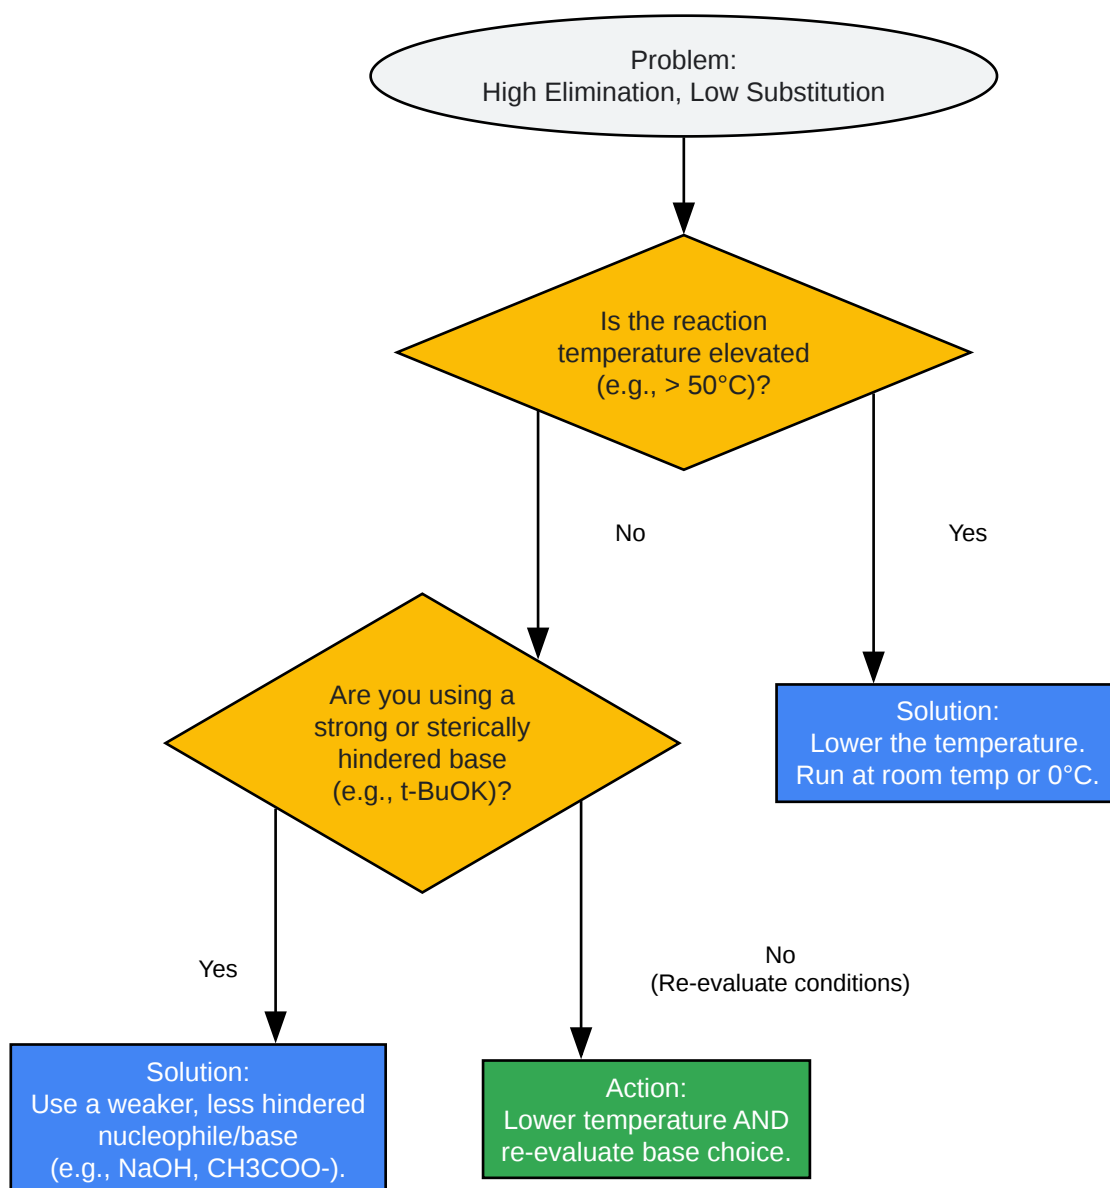 Problem:
High Elimination, Low Substitution
Is the reaction
temperature elevated
(e.g., > 50°C)?
No
Yes
Are you using a
strong or sterically
hindered base
(e.g., t-BuOK)?
Solution:
Lower the temperature.
Run at room temp or 0°C.
Yes
No
(Re-evaluate conditions)
Solution:
Use a weaker, less hindered
nucleophile/base
(e.g., NaOH, CH3COO-).
Action:
Lower temperature AND
re-evaluate base choice.